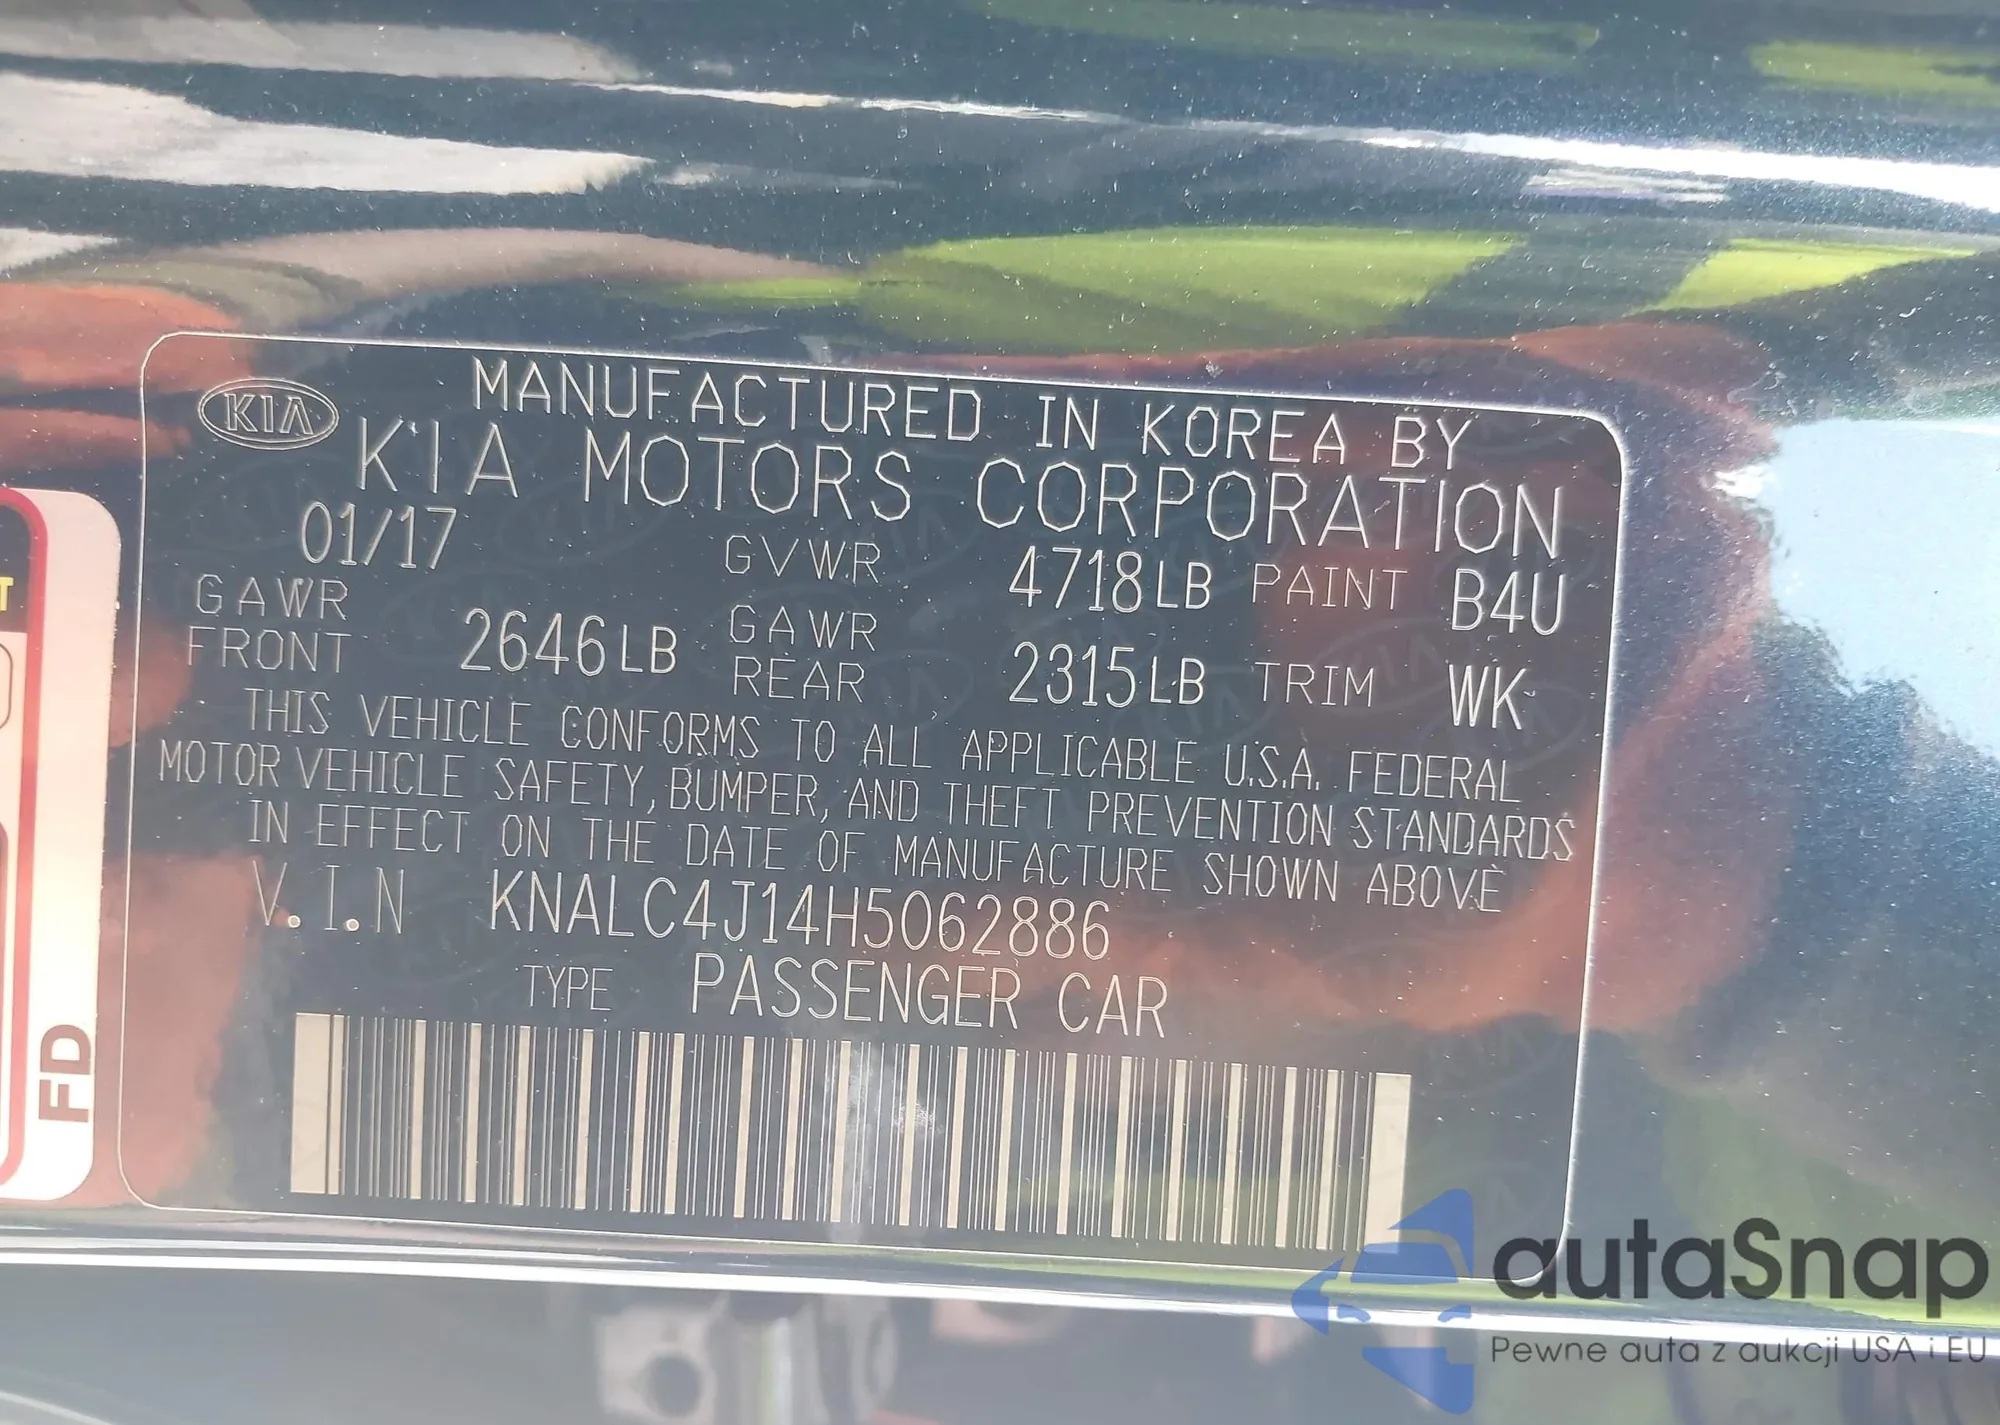 KIA
MANUFACTURED IN KOREA BY
KIA MOTORS CORPORATION
01/17 GVWR 4718LB PAINT B4U
GAWR FRONT 2646LB GAWR REAR 2315LB TRIM WK
THIS VEHICLE CONFORMS TO ALL APPLICABLE U.S.A. FEDERAL
MOTOR VEHICLE SAFETY, BUMPER, AND THEFT PREVENTION STANDARDS
IN EFFECT ON THE DATE OF MANUFACTURE SHOWN ABOVE
V.I.N KNALC4J14H5062886
TYPE PASSENGER CAR
T
FD
autaSnap
Pewne auta z aukcji USA i EU